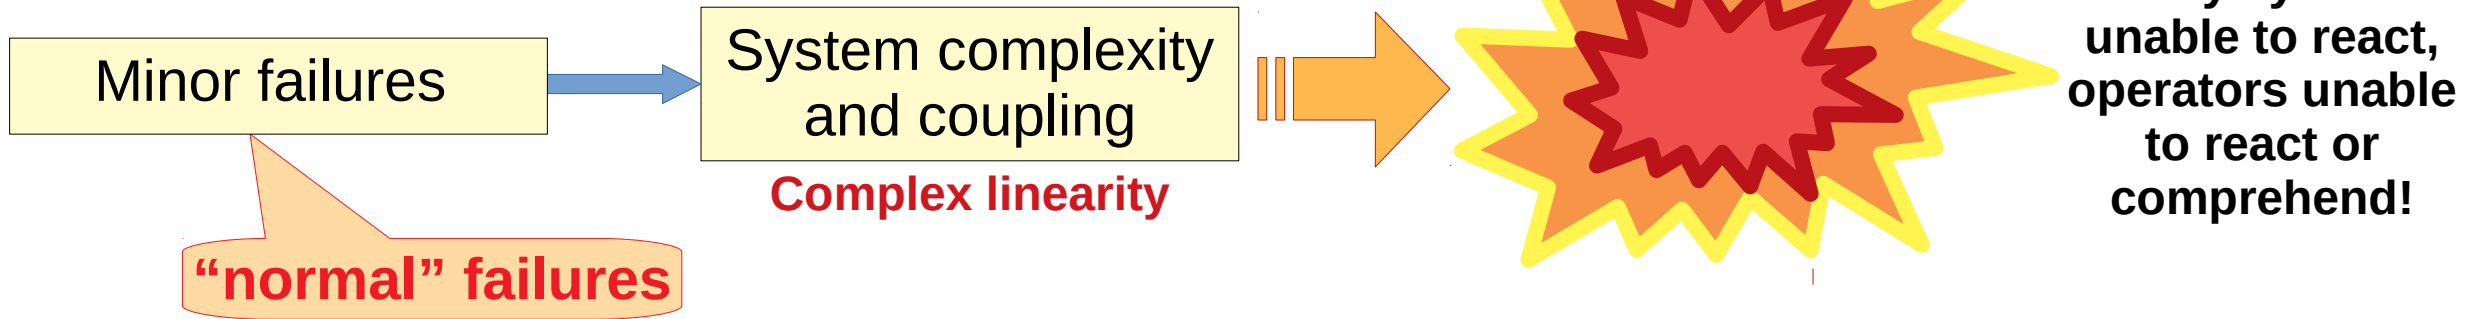 Minor failures
System complexity
and coupling
Complex linearity
“normal” failures
unable to react,
operators unable
to react or
comprehend!